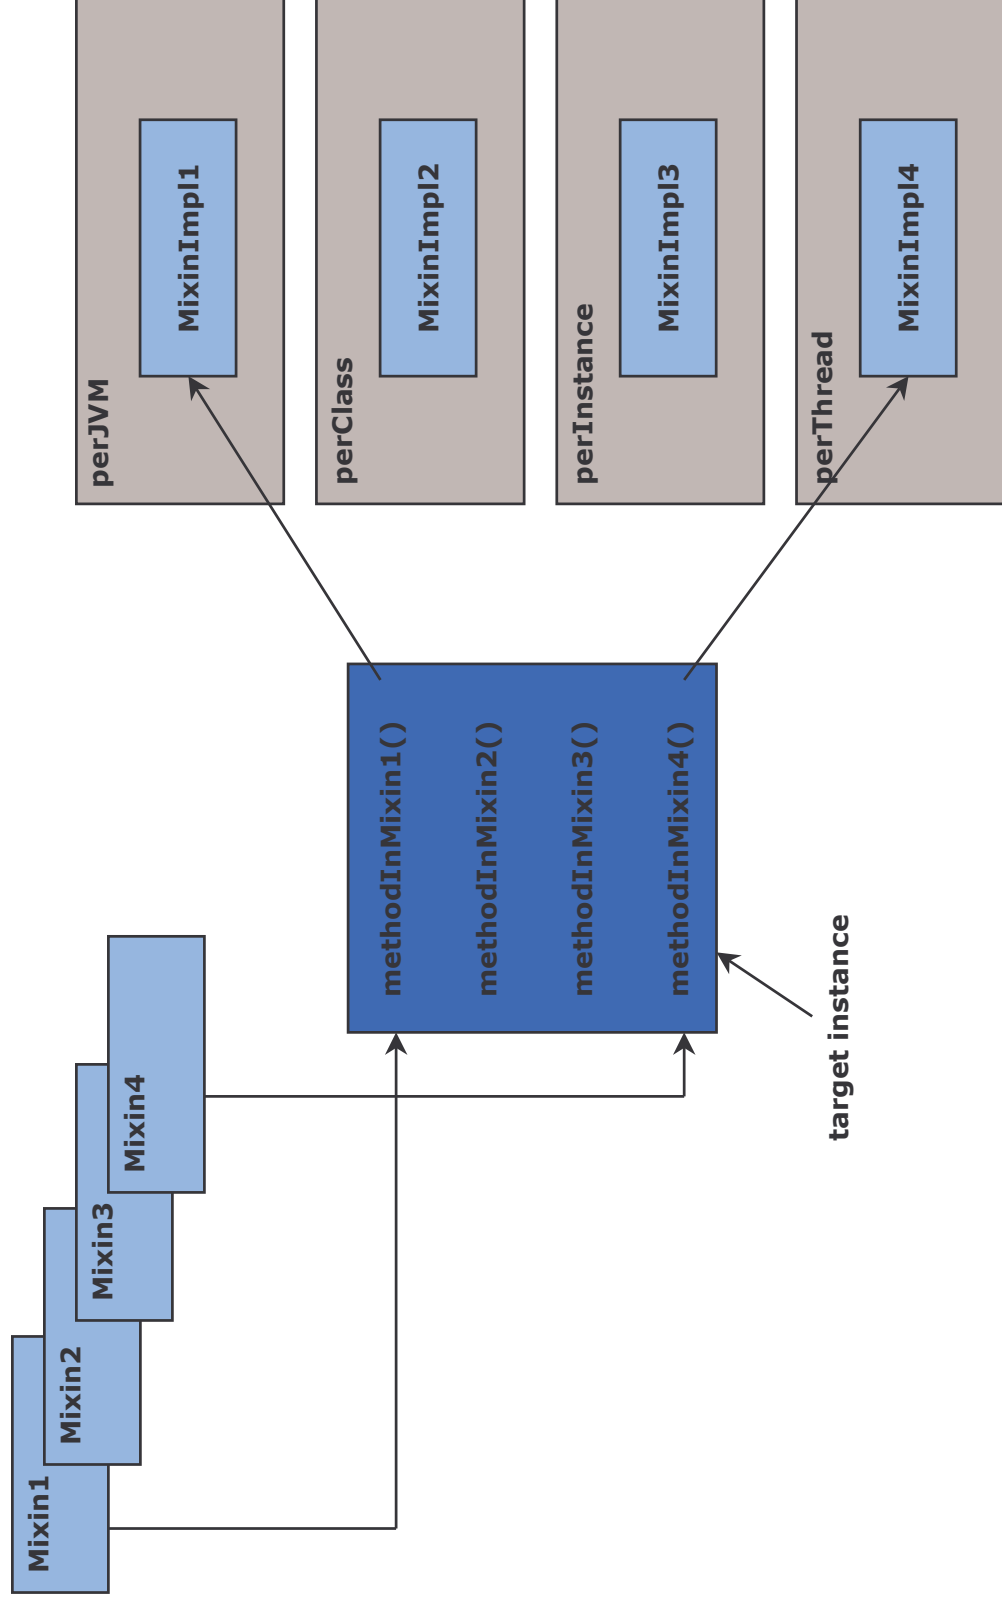 Mixin1
Mixin2
Mixin3
Mixin4
methodInMixin1()
methodInMixin2()
methodInMixin3()
methodInMixin4()
target instance
perJVM
MixinImpl1
perClass
MixinImpl2
perInstance
MixinImpl3
perThread
MixinImpl4